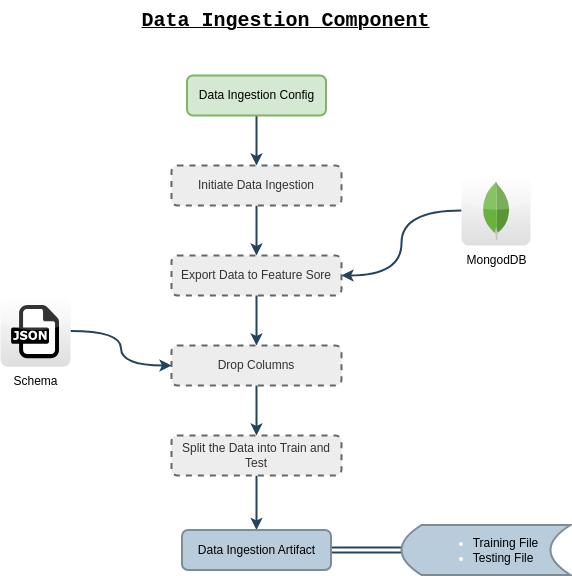 Data Ingestion Component
Data Ingestion Config
Initiate Data Ingestion
Export Data to Feature Sore
MongodDB
JSON
Schema
Drop Columns
Split the Data into Train and
Test
Data Ingestion Artifact
Training File
Testing File